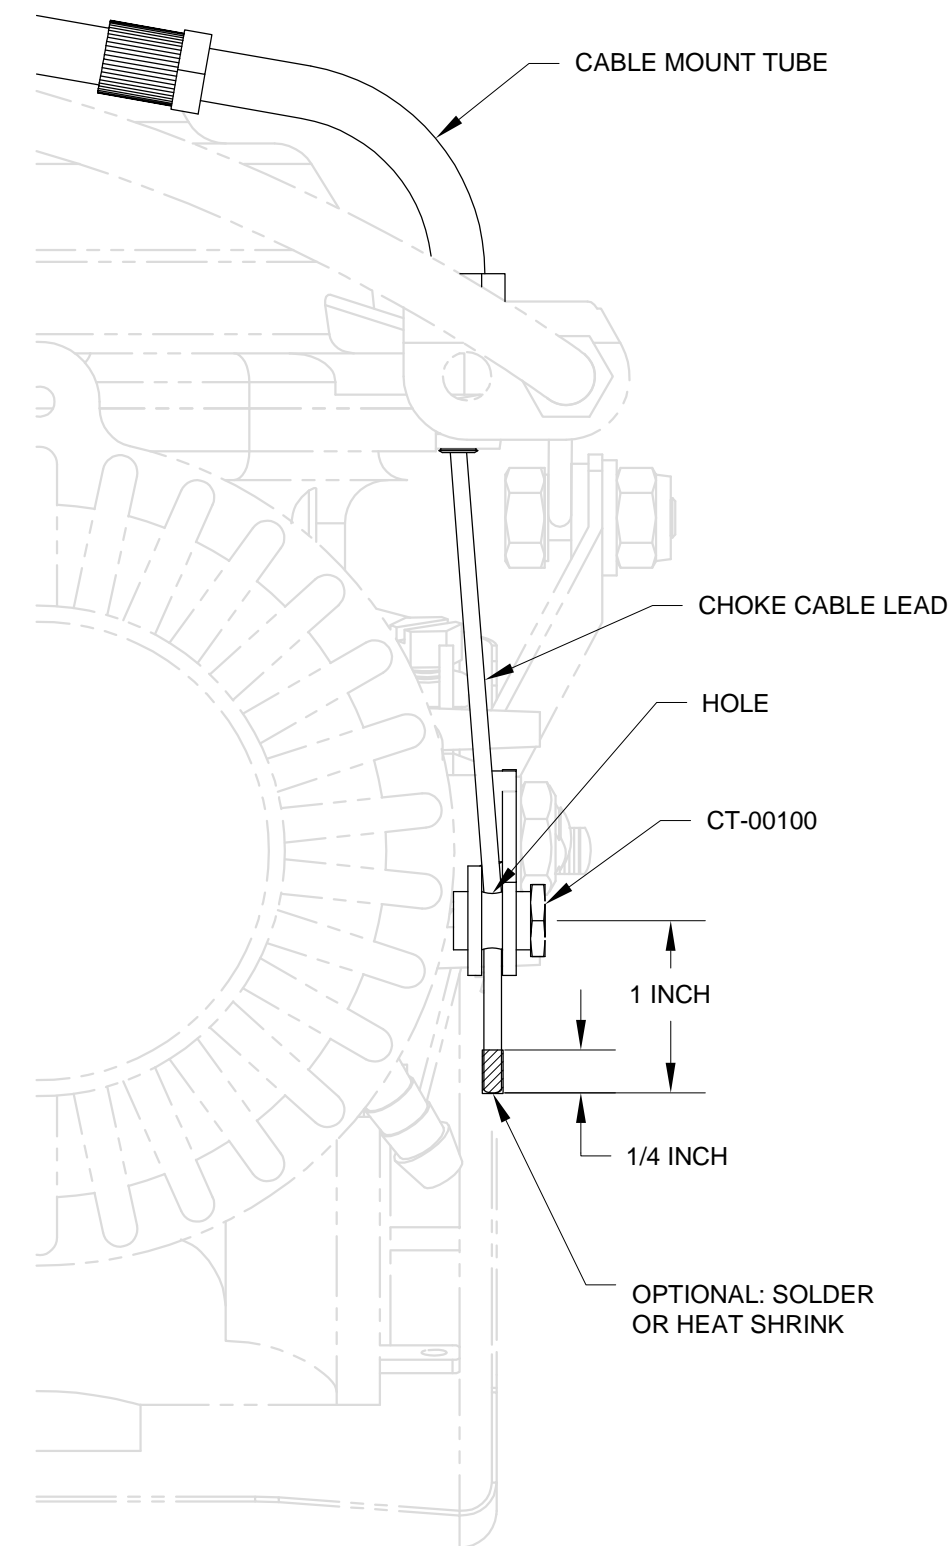 CABLE MOUNT TUBE
CHOKE CABLE LEAD
HOLE
CT-00100
1 INCH
1/4 INCH
OPTIONAL: SOLDER
OR HEAT SHRINK